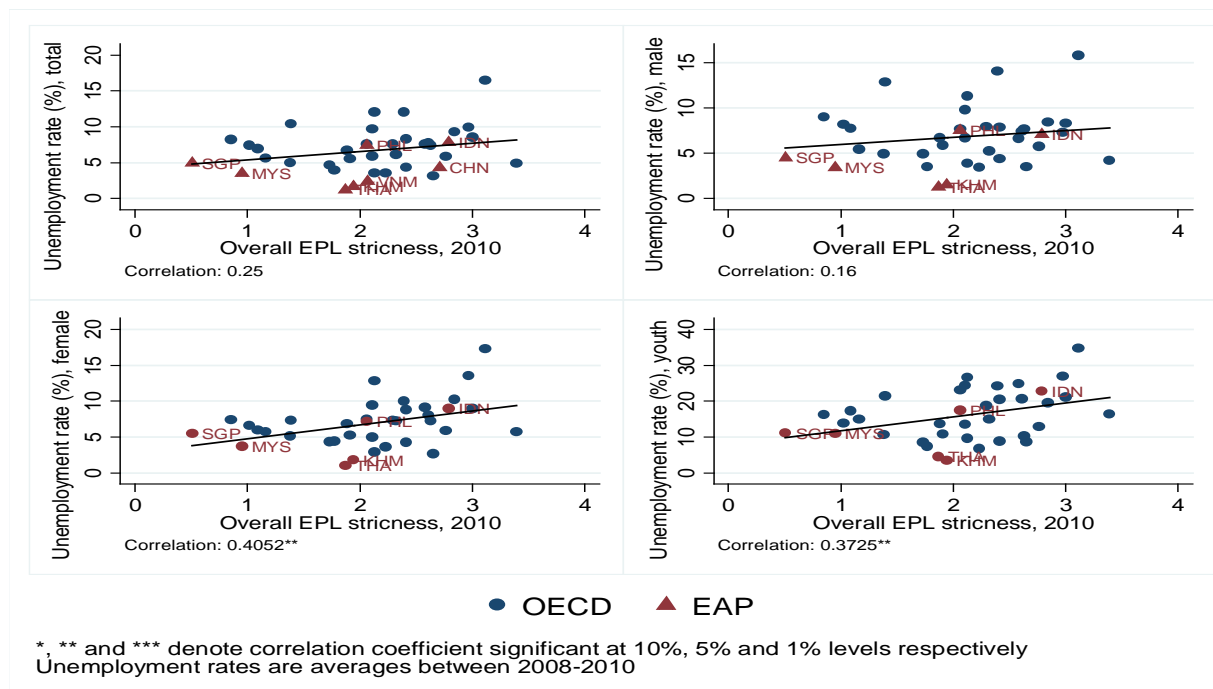 Unemployment rate (%), total
20
15
10
5
0
SGP
MYS
PHL
IDN
CHN
VNM
KHM
THA
0 1 2 3 4
Overall EPL stricness, 2010
Correlation: 0.25
Unemployment rate (%), male
15
10
5
0
SGP
MYS
PHL
IDN
KHM
THA
0 1 2 3 4
Overall EPL stricness, 2010
Correlation: 0.16
Unemployment rate (%), female
20
15
10
5
0
SGP
MYS
PHL
IDN
KHM
THA
0 1 2 3 4
Overall EPL stricness, 2010
Correlation: 0.4052**
Unemployment rate (%), youth
40
30
20
10
0
SGP
MYS
PHL
IDN
THA
KHM
0 1 2 3 4
Overall EPL stricness, 2010
Correlation: 0.3725**
OECD EAP
*, ** and *** denote correlation coefficient significant at 10%, 5% and 1% levels respectively
Unemployment rates are averages between 2008-2010